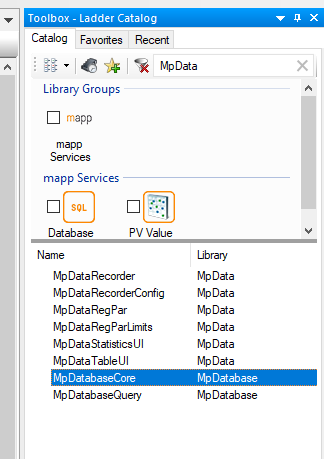 Toolbox - Ladder Catalog
Catalog Favorites Recent
MpData
Library Groups
mapp
mapp
Services
mapp Services
SQL
Database PV Value
Name Library
MpDataRecorder MpData
MpDataRecorderConfig MpData
MpDataRegPar MpData
MpDataRegParLimits MpData
MpDataStatisticsUI MpData
MpDataTableUI MpData
MpDatabaseCore MpDatabase
MpDatabaseQuery MpDatabase